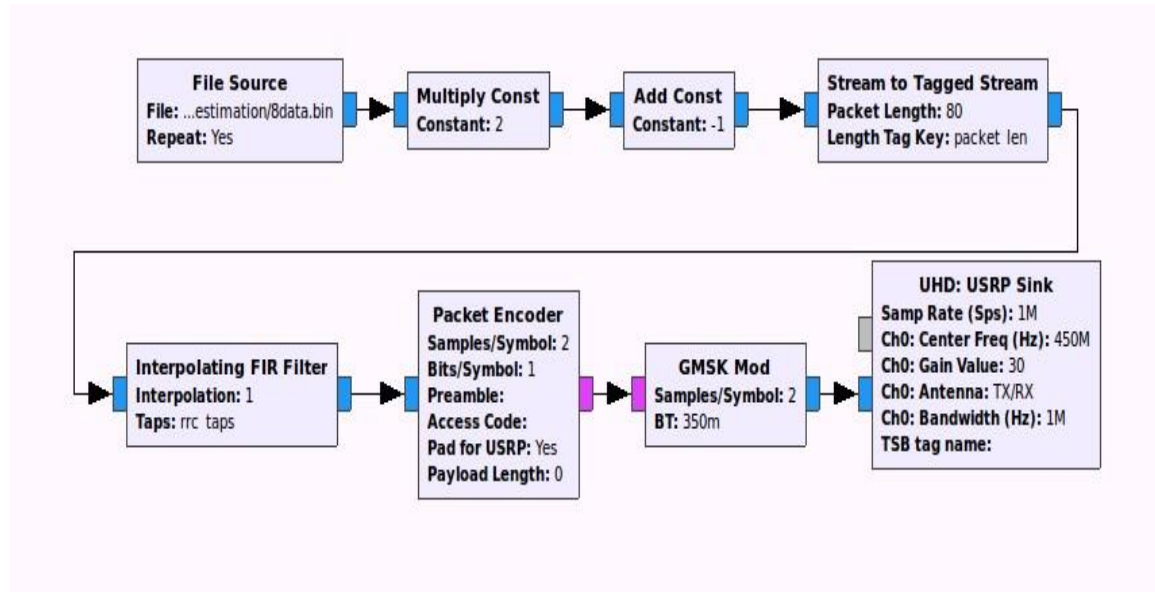 File Source
File: ...estimation/8data.bin
Repeat: Yes
Multiply Const
Constant: 2
Add Const
Constant: -1
Stream to Tagged Stream
Packet Length: 80
Length Tag Key: packet_len
Interpolating FIR Filter
Interpolation: 1
Taps: rrc_taps
Packet Encoder
Samples/Symbol: 2
Bits/Symbol: 1
Preamble:
Access Code:
Pad for USRP: Yes
Payload Length: 0
GMSK Mod
Samples/Symbol: 2
BT: 350m
UHD: USRP Sink
Samp Rate (Sps): 1M
Ch0: Center Freq (Hz): 450M
Ch0: Gain Value: 30
Ch0: Antenna: TX/RX
Ch0: Bandwidth (Hz): 1M
TSB tag name: